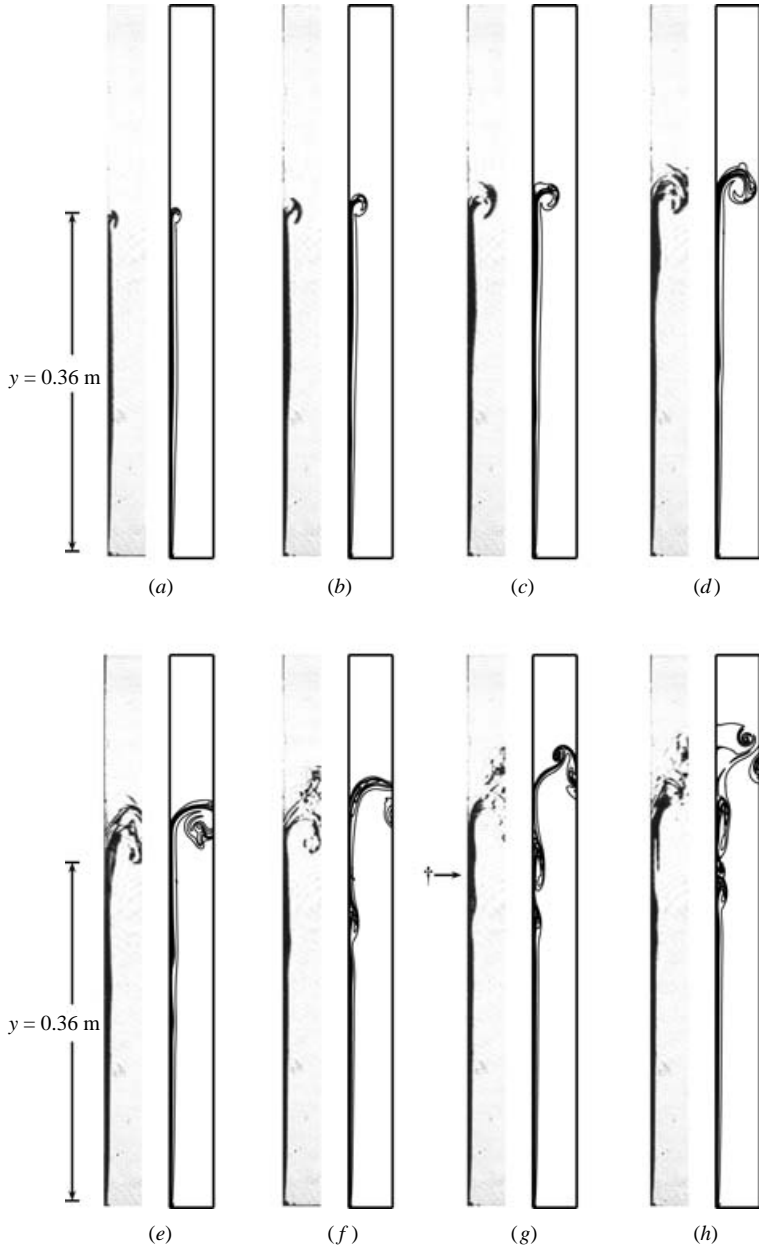 y = 0.36 m
(a) (b) (c) (d)
† 
y = 0.36 m
(e) (f) (g) (h)